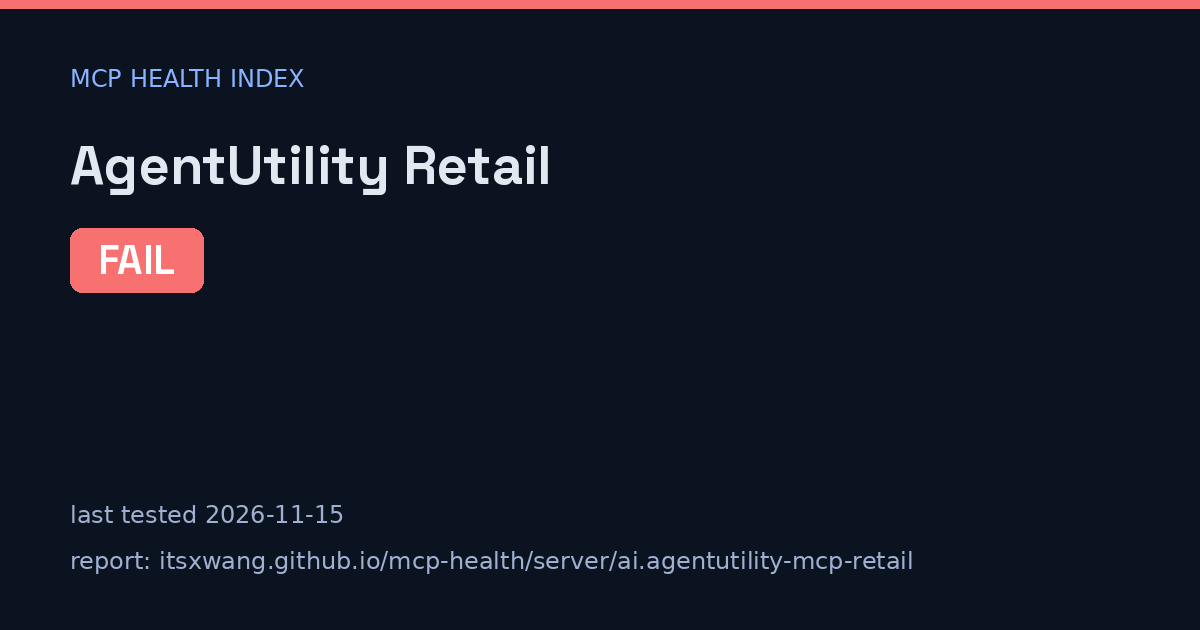 MCP HEALTH INDEX
AgentUtility Retail
FAIL
last tested 2026-11-15
report: itsxwang.github.io/mcp-health/server/ai.agentutility-mcp-retail